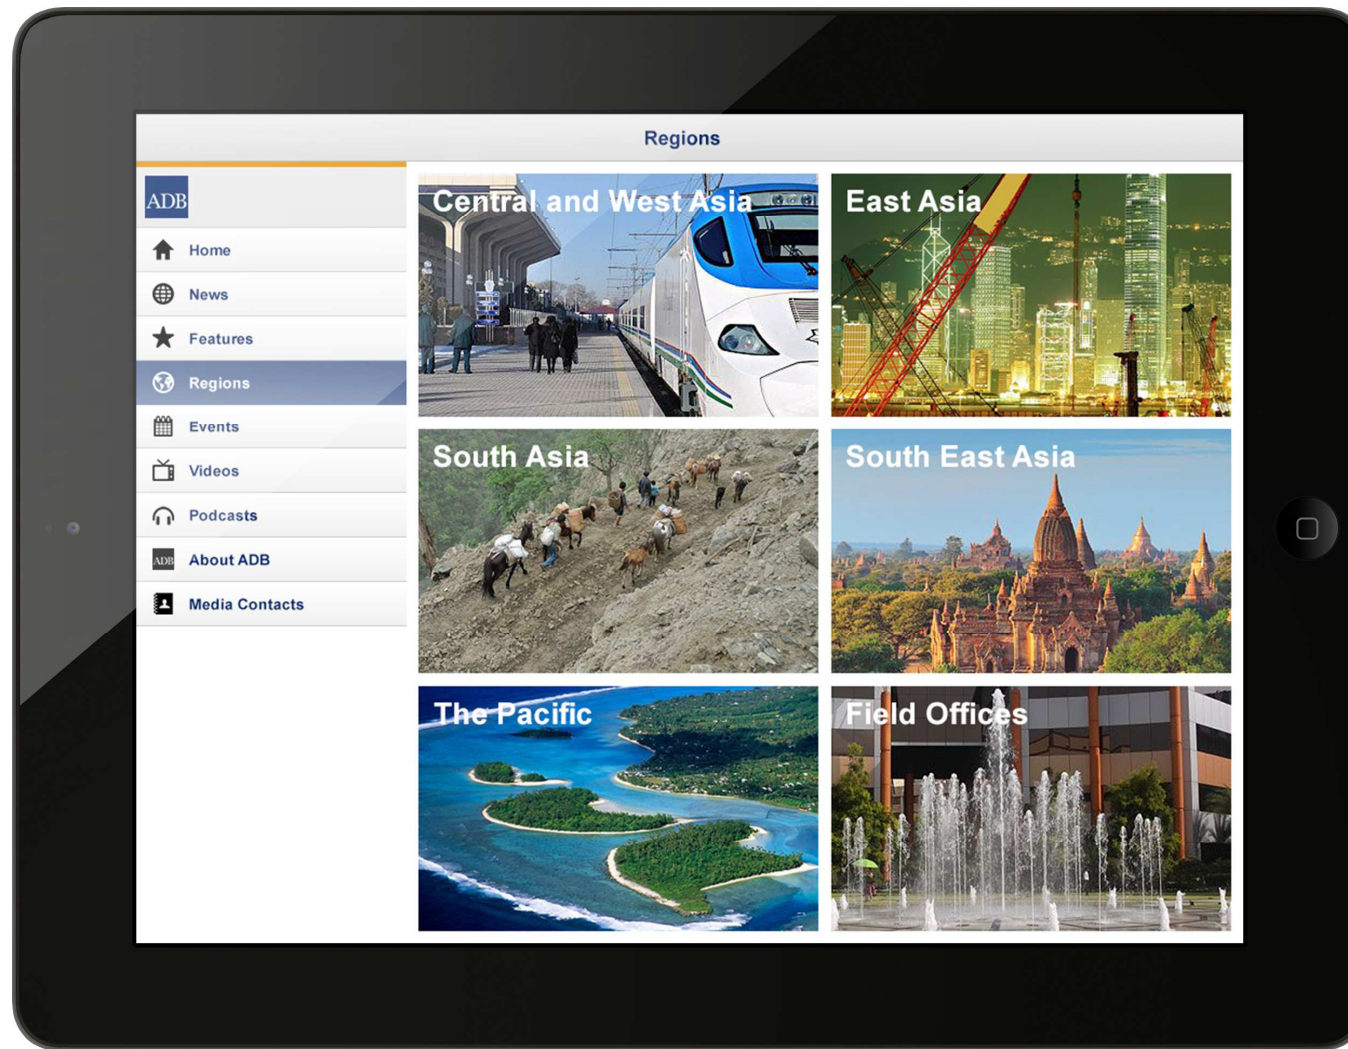 Regions
ADB
Home
News
Features
Regions
Events
Videos
Podcasts
ADB About ADB
Media Contacts
Central and West Asia
East Asia
South Asia
South East Asia
The Pacific
Field Offices